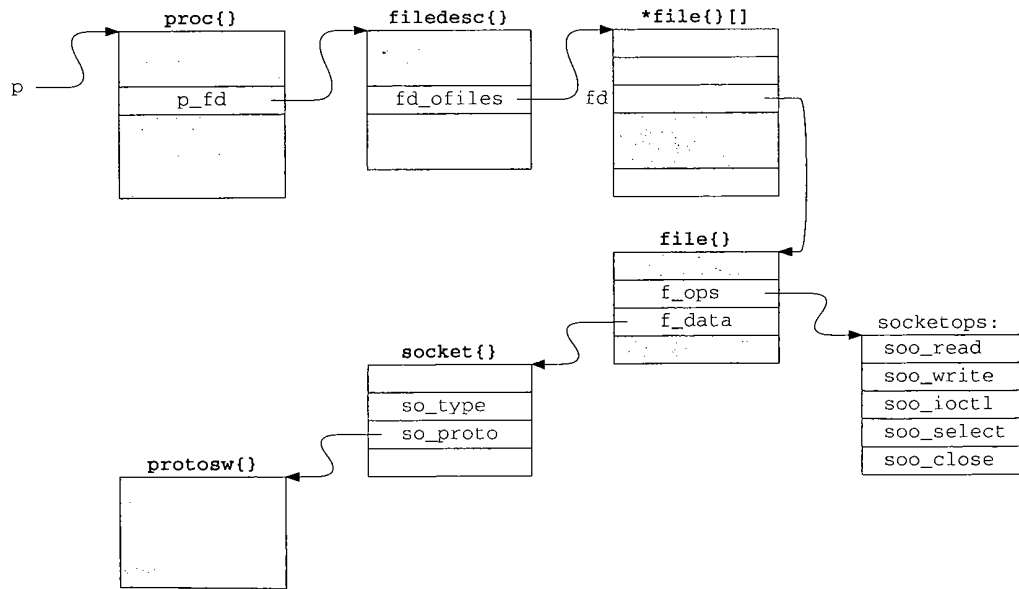 proc{} filedesc{} *file{}[]
p
p_fd fd_ofiles fd
file{}
f_ops
f_data socketops:
socket{} soo_read
so_type soo_write
so_proto soo_ioctl
soo_select
protosw{} soo_close